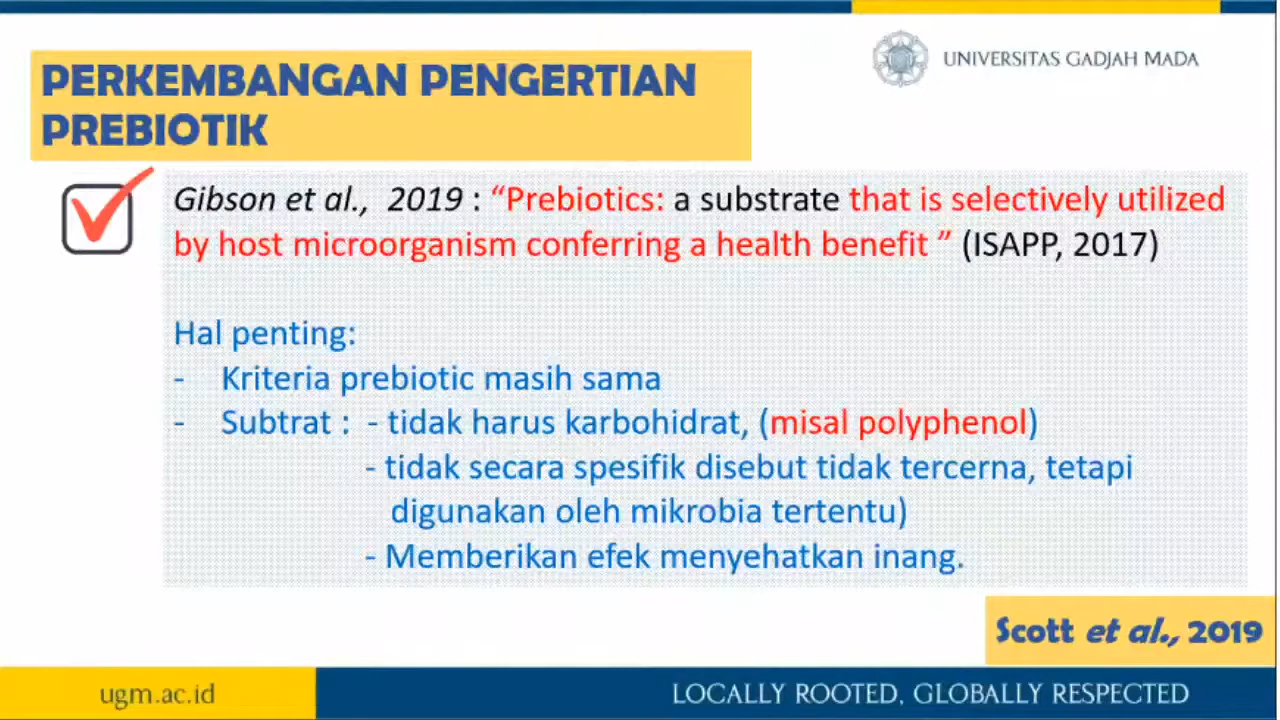 UNIVERSITAS GADJAH MADA
PERKEMBANGAN PENGERTIAN
PREBIOTIK
Gibson et al., 2019 : “Prebiotics: a substrate that is selectively utilized
by host microorganism conferring a health benefit ” (ISAPP, 2017)
Hal penting:
- Kriteria prebiotic masih sama
- Subtrat : - tidak harus karbohidrat, (misal polyphenol)
- tidak secara spesifik disebut tidak tercerna, tetapi
digunakan oleh mikrobia tertentu)
- Memberikan efek menyehatkan inang.
Scott et al., 2019
ugm.ac.id
LOCALLY ROOTED, GLOBALLY RESPECTED